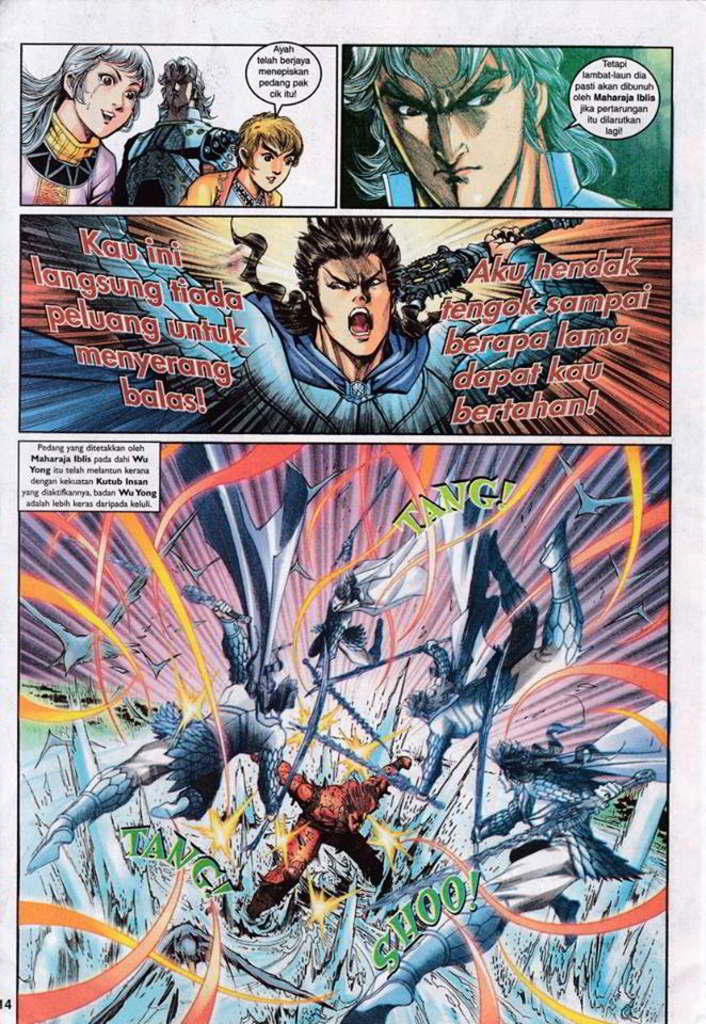 Ayah
telah berjaya
menepiskan
pedang pak
cik itu!
Tetapi
lambat-laun dia
pasti akan dibunuh
oleh Maharaja Iblis
jika pertarungan
itu dilarutkan
lagi!
Kau ini
langsung tiada
peluang untuk
menyerang
balas!
Aku hendak
tengok sampai
berapa lama
dapat kau
bertahan!
Pedang yang ditetakkan oleh
Maharaja Iblis pada dahi Wu
Yong itu telah melantun kerana
dengan kekuatan Kutub Insan
yang diaktifkannya, badan Wu Yong
adalah lebih keras daripada keluli.
TANG!
TANG!
SHOO!
14